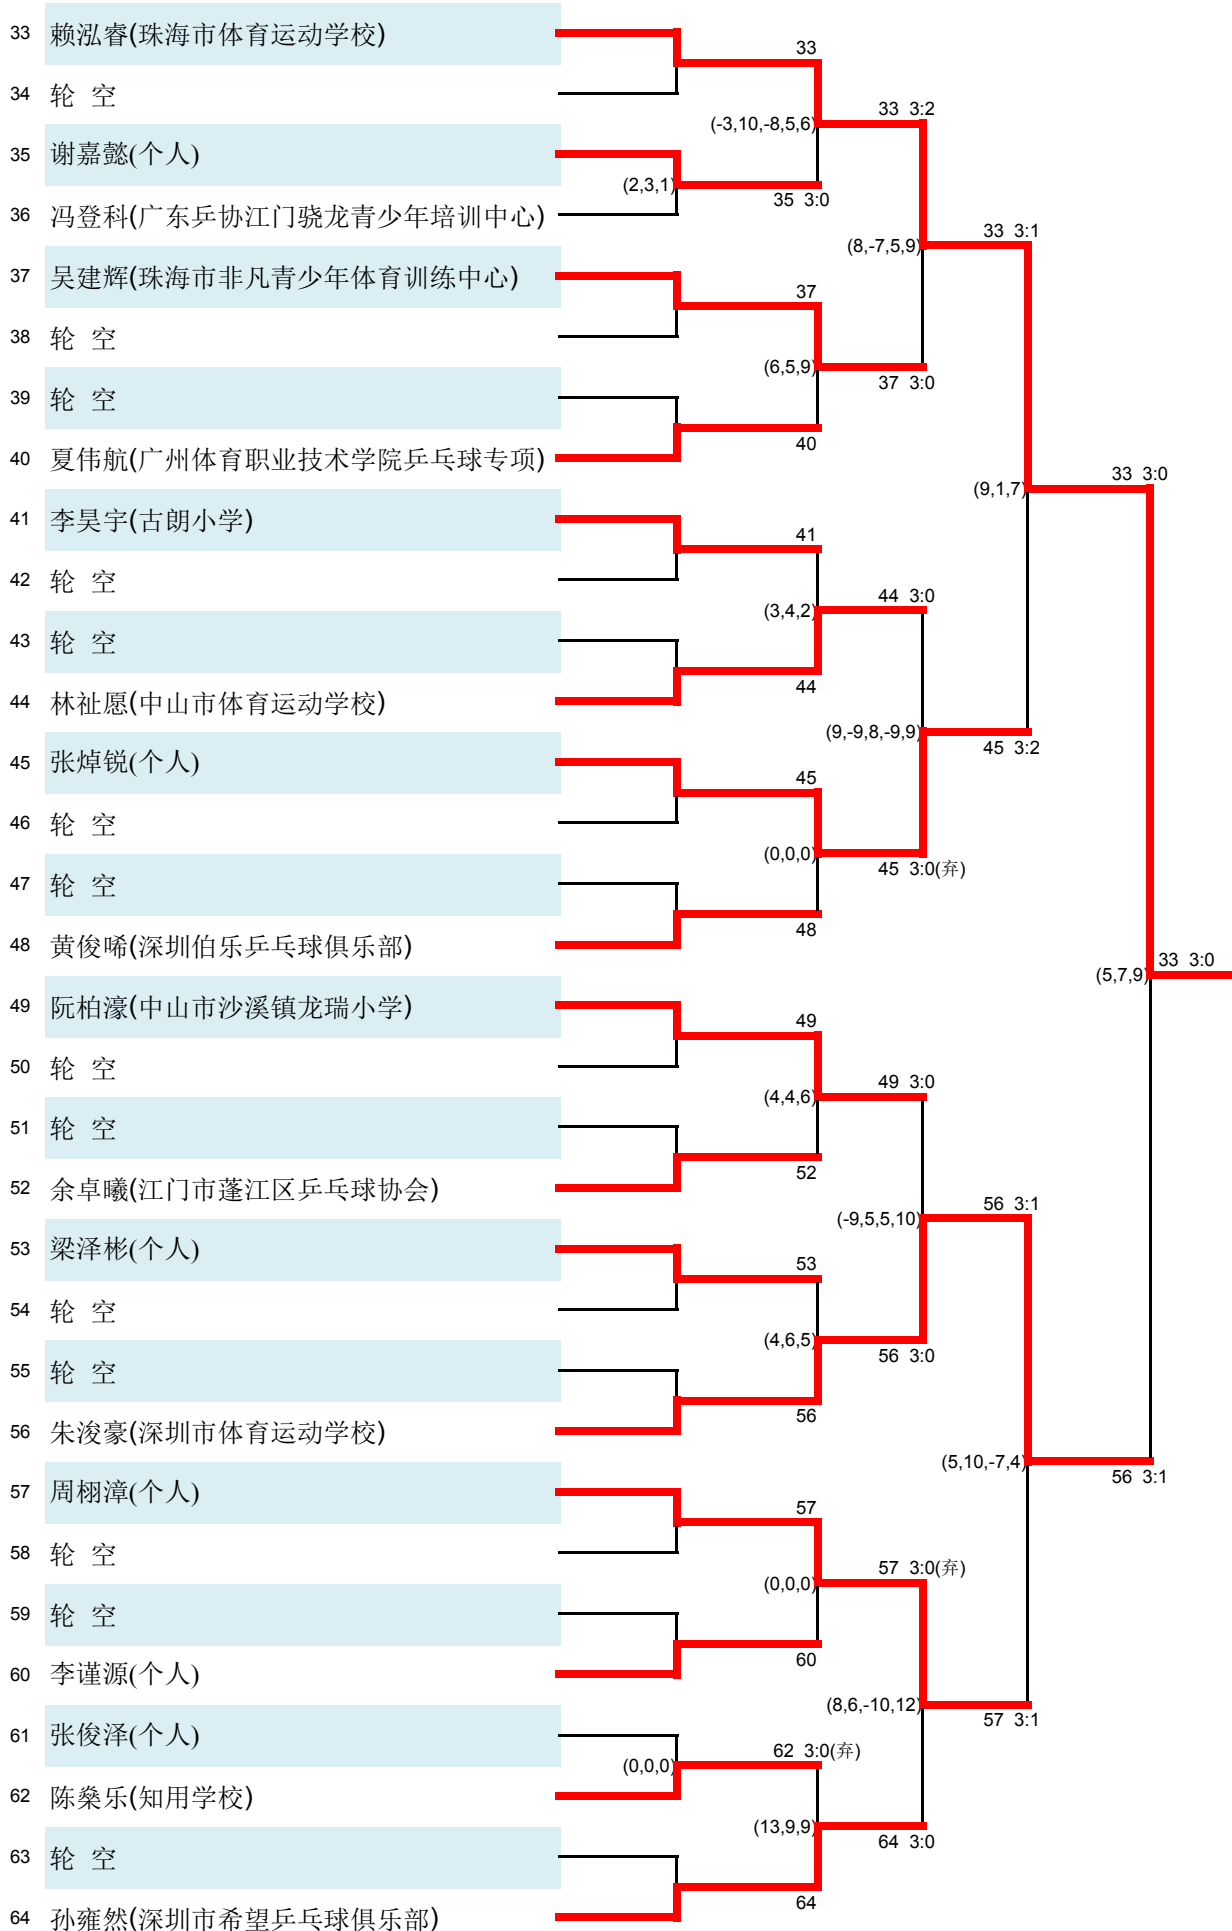 33 赖泓睿(珠海市体育运动学校)
33
34 轮 空
33 3:2
(-3,10,-8,5,6)
35 谢嘉懿(个人)
(2,3,1)
35 3:0
36 冯登科(广东乒协江门骁龙青少年培训中心)
33 3:1
(8,-7,5,9)
37 吴建辉(珠海市非凡青少年体育训练中心)
37
38 轮 空
(6,5,9)
37 3:0
39 轮 空
40
40 夏伟航(广州体育职业技术学院乒乓球专项)
33 3:0
(9,1,7)
41 李昊宇(古朗小学)
41
42 轮 空
44 3:0
(3,4,2)
43 轮 空
44
44 林祉愿(中山市体育运动学校)
(9,-9,8,-9,9)
45 3:2
45 张焯锐(个人)
45
46 轮 空
(0,0,0)
45 3:0(弃)
47 轮 空
48
48 黄俊唏(深圳伯乐乒乓球俱乐部)
33 3:0
(5,7,9)
49 阮柏濠(中山市沙溪镇龙瑞小学)
49
50 轮 空
49 3:0
(4,4,6)
51 轮 空
52
52 余卓曦(江门市蓬江区乒乓球协会)
56 3:1
(-9,5,5,10)
53 梁泽彬(个人)
53
54 轮 空
(4,6,5)
56 3:0
55 轮 空
56
56 朱浚豪(深圳市体育运动学校)
(5,10,-7,4)
56 3:1
57 周栩漳(个人)
57
58 轮 空
57 3:0(弃)
(0,0,0)
59 轮 空
60
60 李谨源(个人)
(8,6,-10,12)
57 3:1
61 张俊泽(个人)
62 3:0(弃)
(0,0,0)
62 陈燊乐(知用学校)
(13,9,9)
64 3:0
63 轮 空
64
64 孙雍然(深圳市希望乒乓球俱乐部)